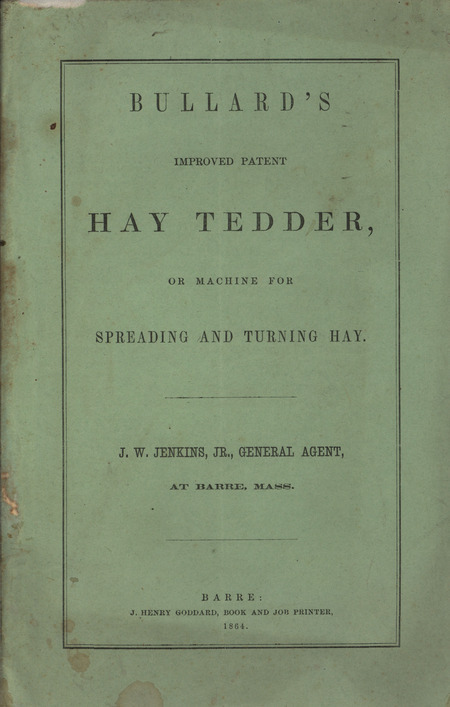 BULLARD'S
IMPROVED PATENT
HAY TEDDER,
OR MACHINE FOR
SPREADING AND TURNING HAY.
J. W. JENKINS, JR., GENERAL AGENT,
AT BARRE, MASS.
BARRE:
J. HENRY GODDARD, BOOK AND JOB PRINTER,
1864.